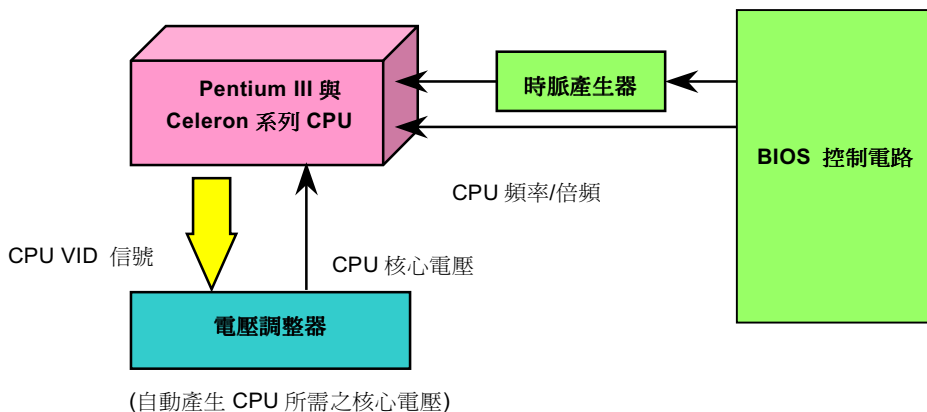 Pentium III 與
Celeron 系列 CPU
時脈產生器
BIOS 控制電路
CPU 頻率/倍頻
CPU VID 信號
CPU 核心電壓
電壓調整器
(自動產生 CPU 所需之核心電壓)